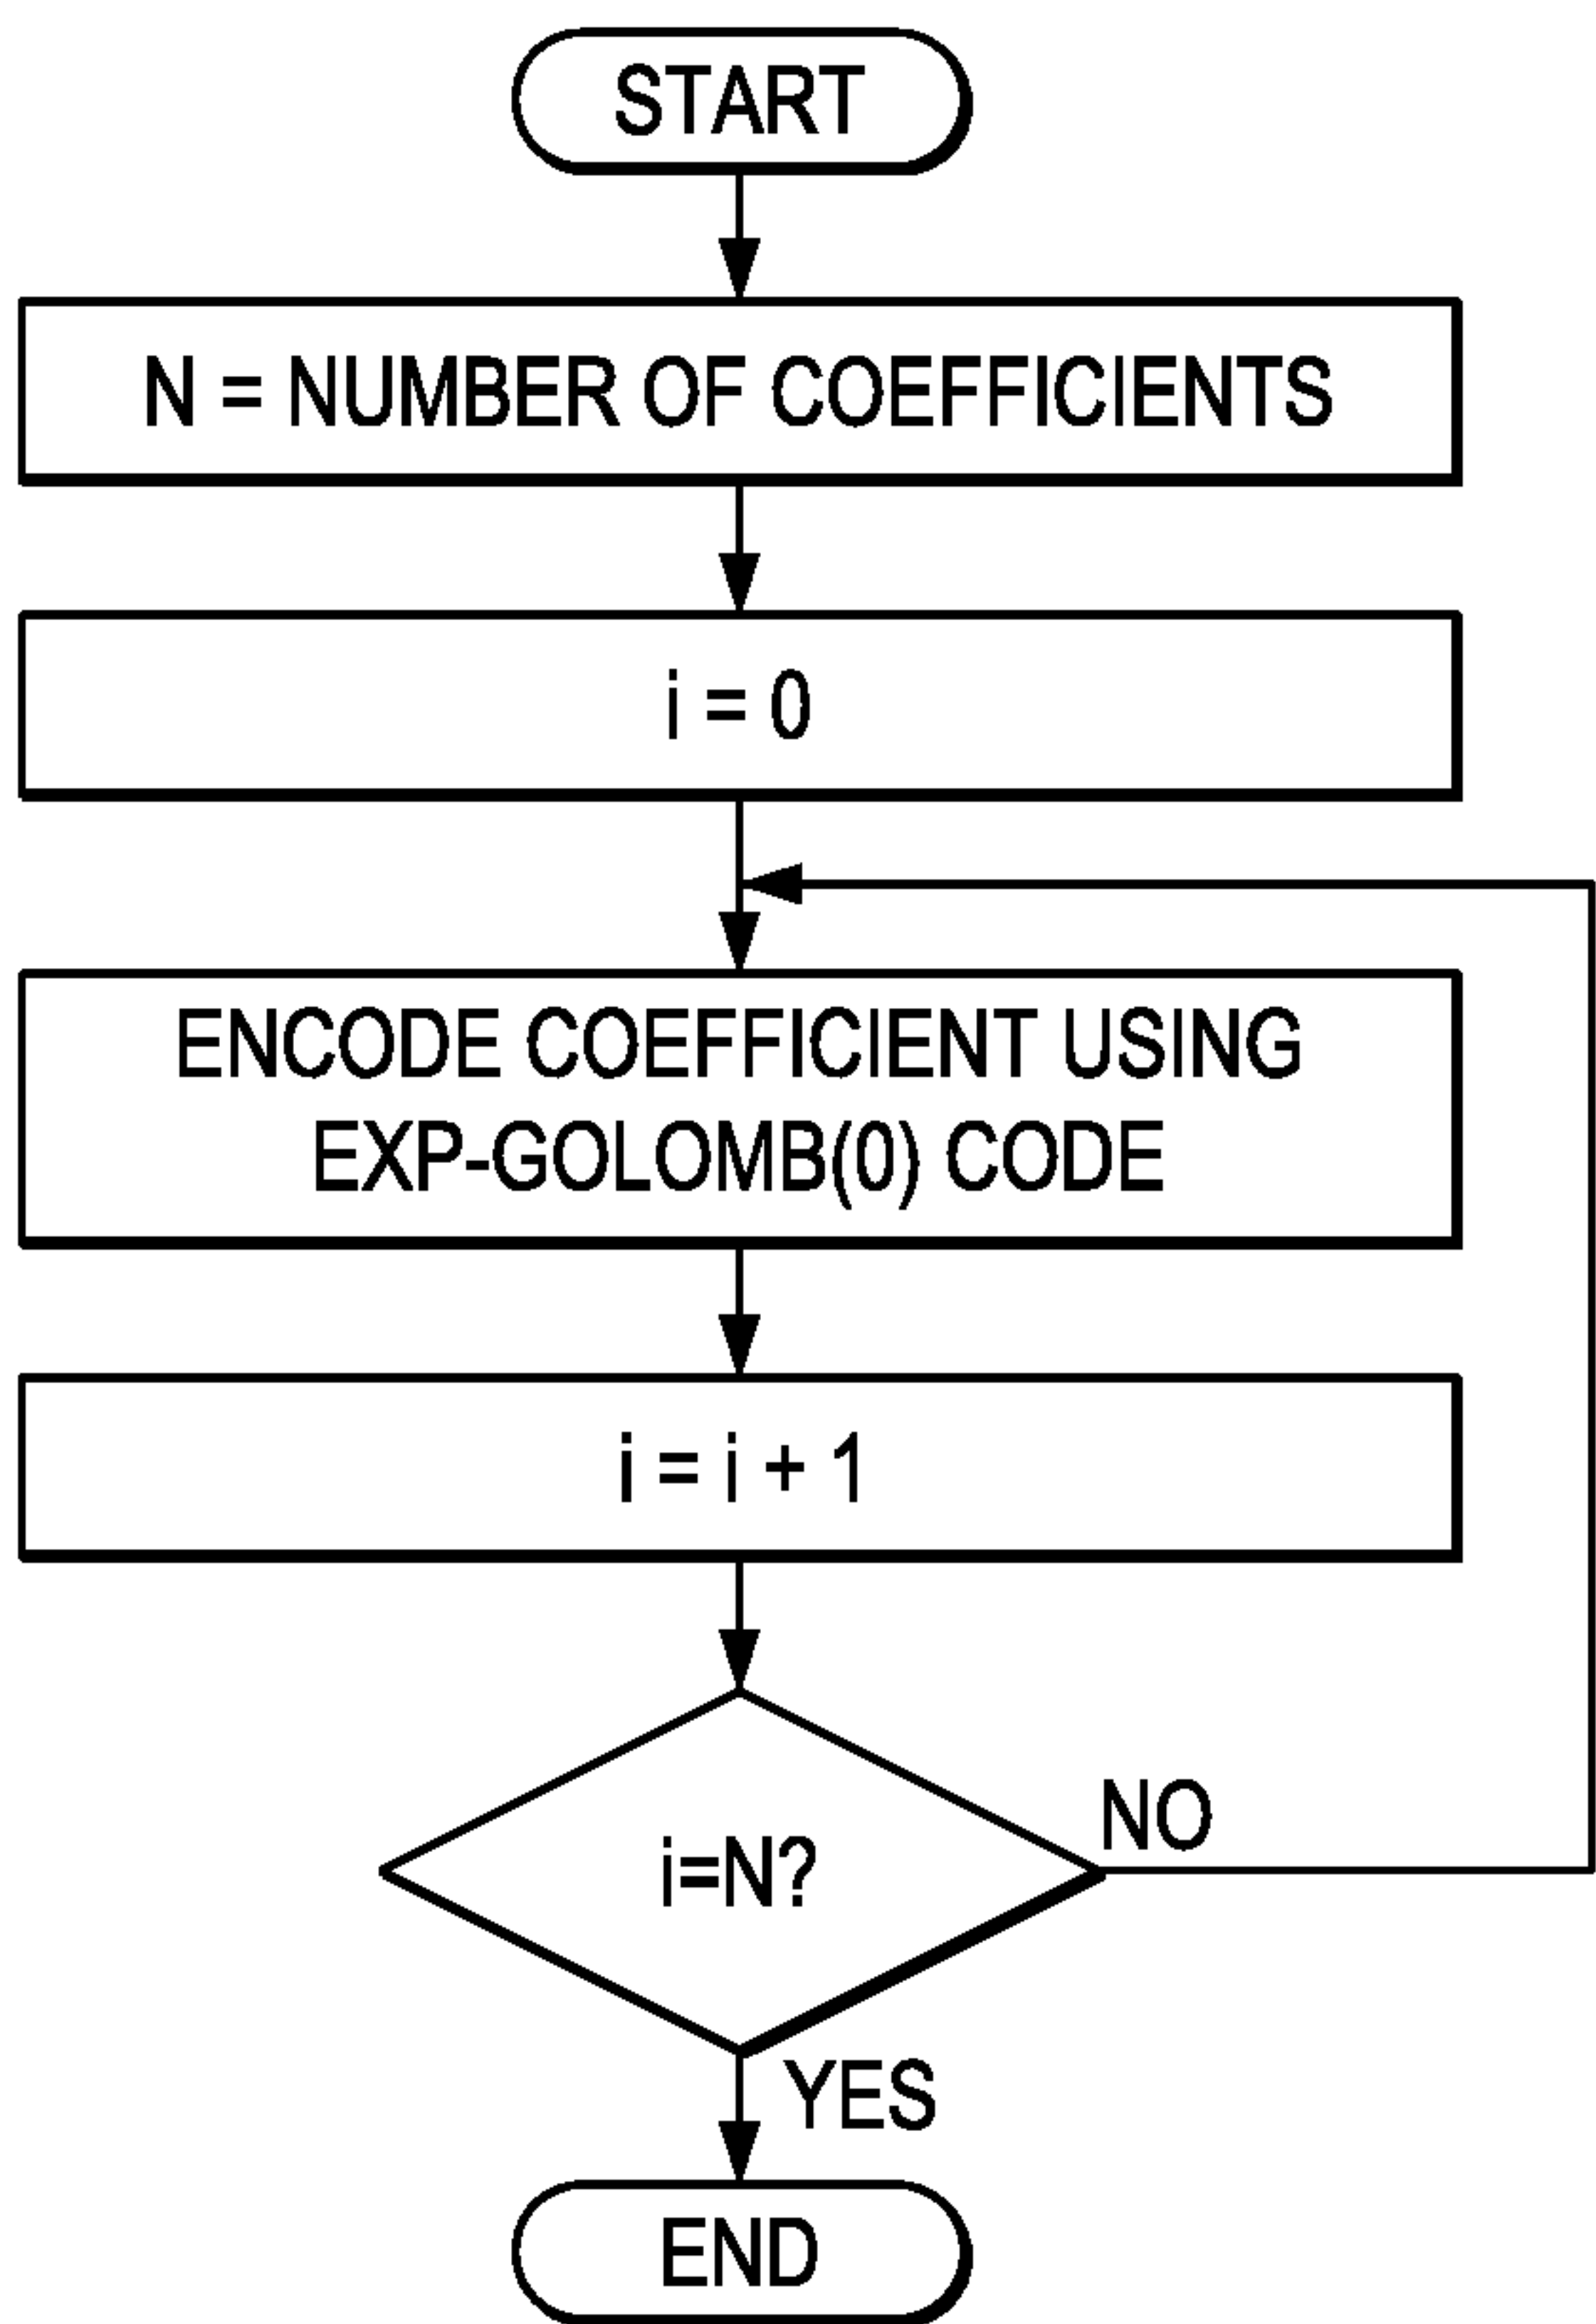 START
N = NUMBER OF COEFFICIENTS
i = 0
ENCODE COEFFICIENT USING
EXP-GOLOMB(0) CODE
i = i + 1
i=N?
NO
YES
END